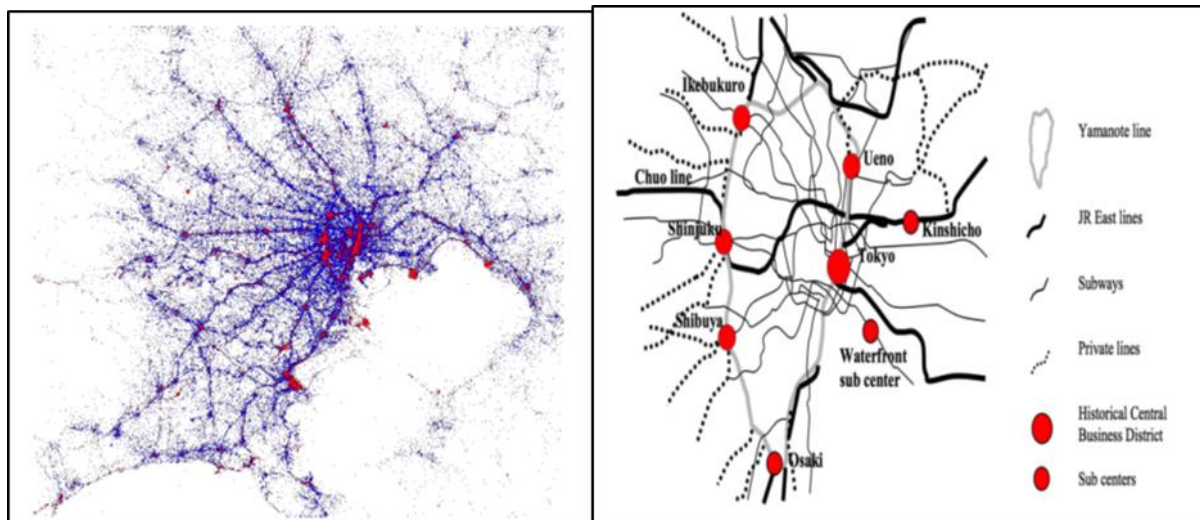 Ikebukuro
Ueno
Chuo line
Kinshicho
Shinjuku
Tokyo
Shibuya
Waterfront
sub center
Osaki
Yamanote line
JR East lines
Subways
Private lines
Historical Central
Business District
Sub centers